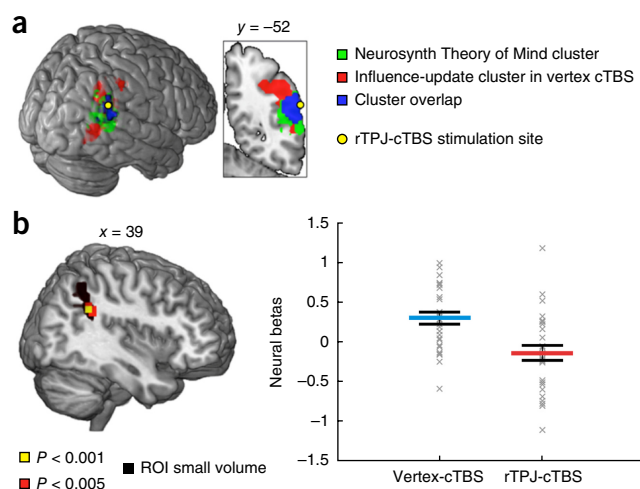 a
y = −52
Neurosynth Theory of Mind cluster
Influence-update cluster in vertex cTBS
Cluster overlap
rTPJ-cTBS stimulation site
b
x = 39
P < 0.001
P < 0.005
ROI small volume
Neural betas
1.5
1
0.5
0
−0.5
−1
−1.5
Vertex-cTBS
rTPJ-cTBS